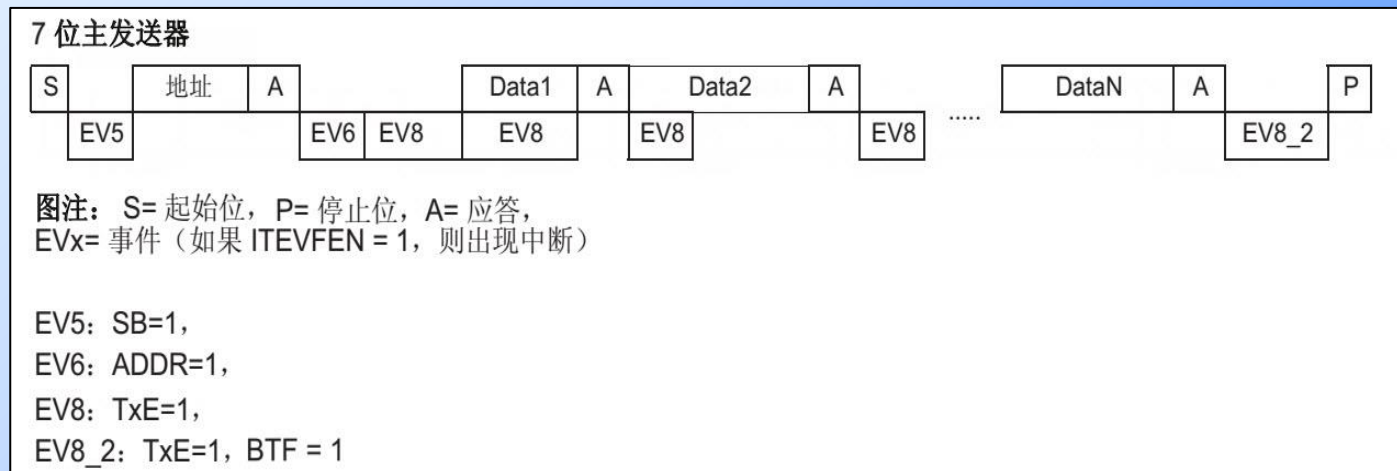 7 位主发送器
S 地址 A Data1 A Data2 A DataN A P
EV5 EV6 EV8 EV8 EV8 EV8 ..... EV8_2
图注： S= 起始位，P= 停止位，A= 应答，
EVx= 事件（如果 ITEVFEN = 1，则出现中断）
EV5：SB=1，
EV6：ADDR=1，
EV8：TxE=1，
EV8_2：TxE=1，BTF = 1